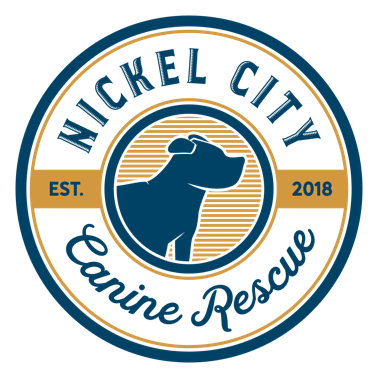 NICKEL CITY
EST. 2018
Canine Rescue